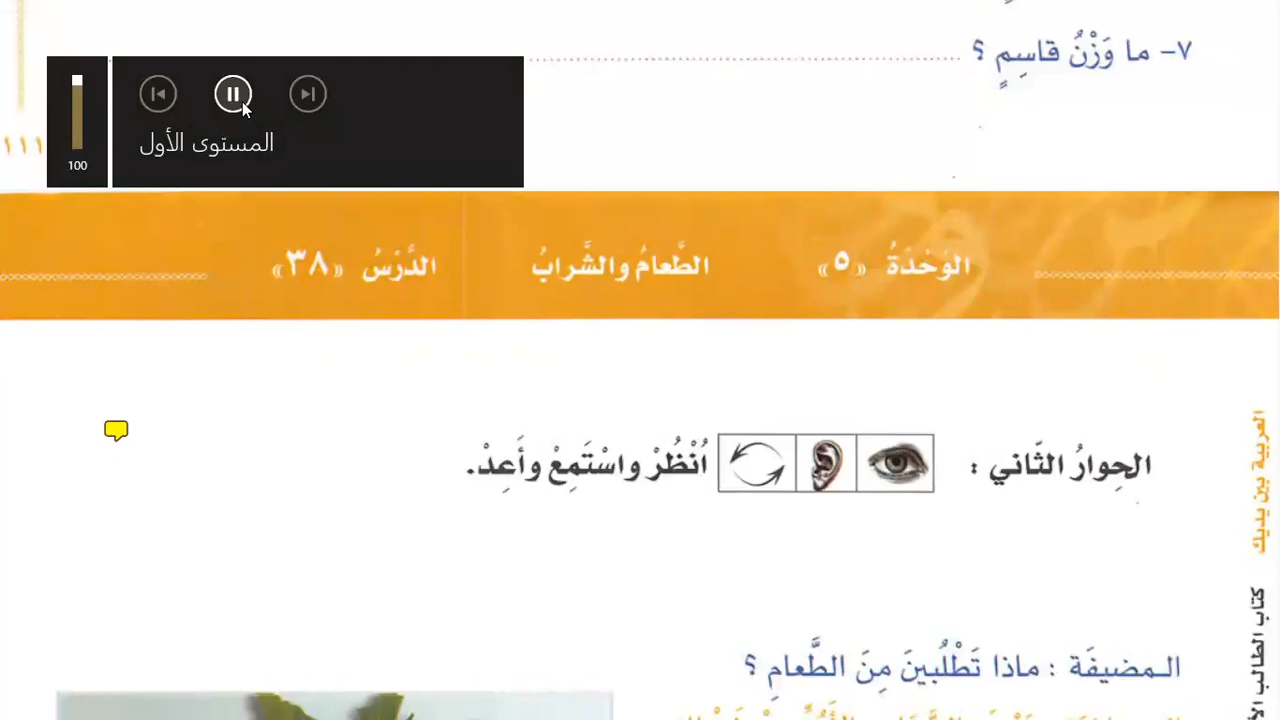 ٧- ما وَزْنُ قاسِمٍ ؟
المستوى الأول
100
١١١
الوَحْدَةُ «٥» الطَّعامُ والشَّرابُ الدَّرْسُ «٣٨»
الحِوارُ الثّاني : اُنْظُرْ واسْتَمِعْ وأَعِدْ.
العربية بين يديك
كتاب الطالب
المضيفَة : ماذا تَطْلُبينَ مِنَ الطَّعامِ ؟